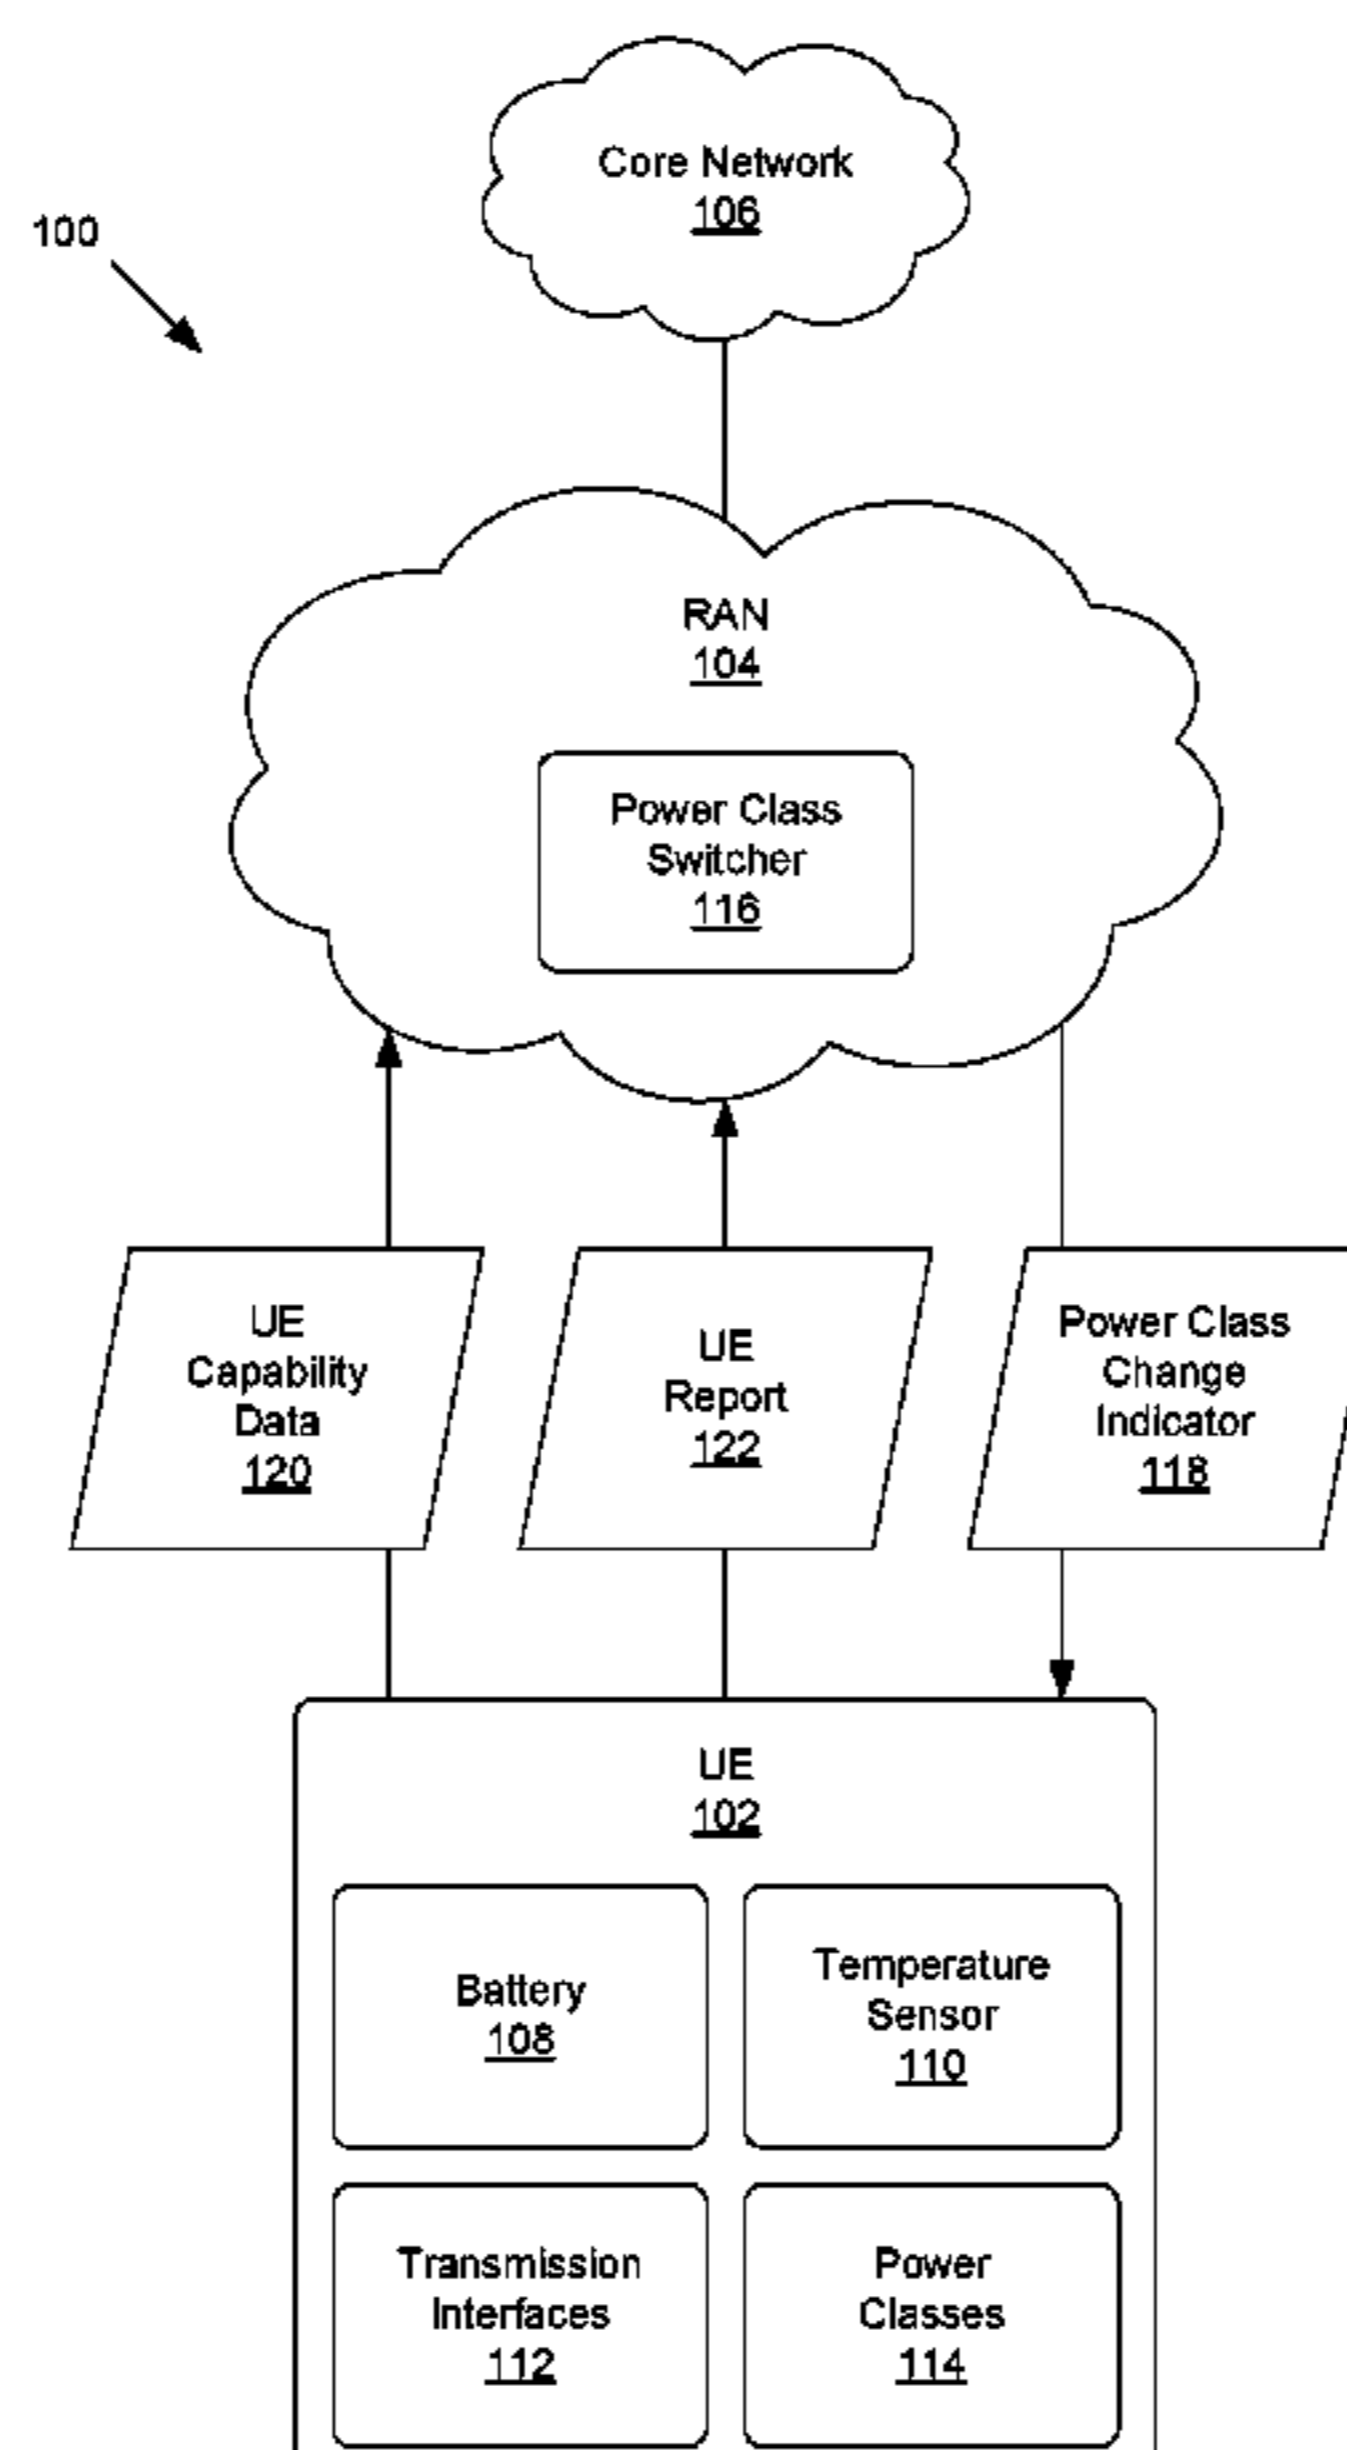 Core Network
106
100
RAN
104
Power Class
Switcher
116
UE
Capability
Data
120
UE
Report
122
Power Class
Change
Indicator
118
UE
102
Battery
108
Temperature
Sensor
110
Transmission
Interfaces
112
Power
Classes
114